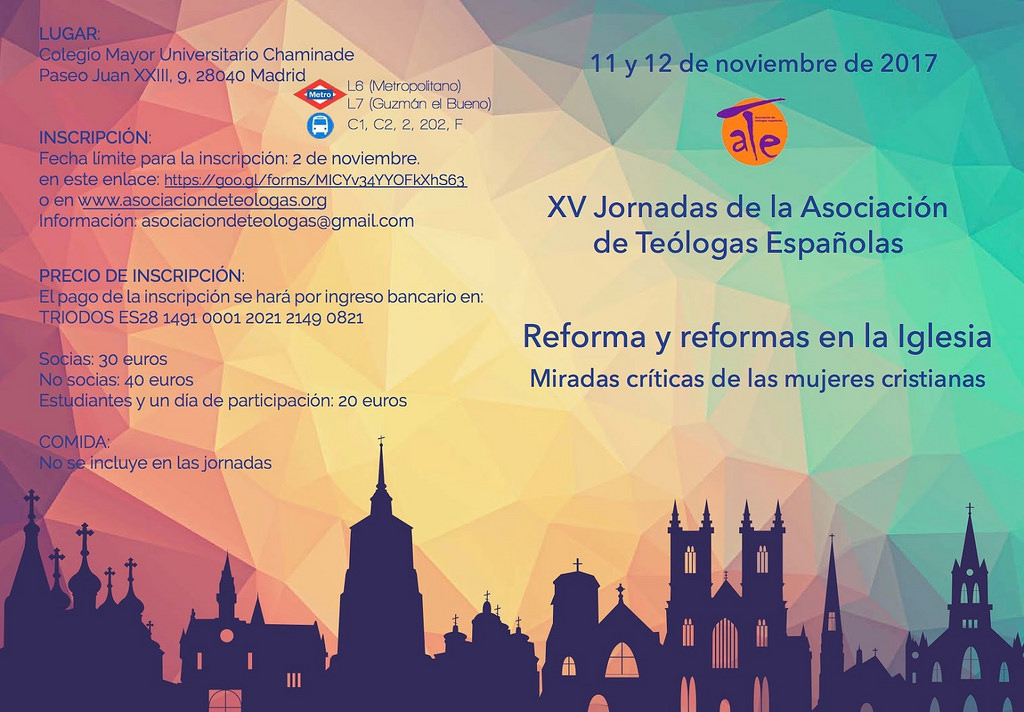 LUGAR:
Colegio Mayor Universitario Chaminade
Paseo Juan XXIII, 9, 28040 Madrid
Metro
L6 (Metropolitano)
L7 (Guzmán el Bueno)
C1, C2, 2, 202, F
INSCRIPCIÓN:
Fecha límite para la inscripción: 2 de noviembre.
en este enlace: https://goo.gl/forms/MICYv34YYOFkXhS63
o en www.asociaciondeteologas.org
Información: asociaciondeteologas@gmail.com
PRECIO DE INSCRIPCIÓN:
El pago de la inscripción se hará por ingreso bancario en:
TRIODOS ES28 1491 0001 2021 2149 0821
Socias: 30 euros
No socias: 40 euros
Estudiantes y un día de participación: 20 euros
COMIDA:
No se incluye en las jornadas
11 y 12 de noviembre de 2017
Asociación de
teólogas españolas
aTe
XV Jornadas de la Asociación
de Teólogas Españolas
Reforma y reformas en la Iglesia
Miradas críticas de las mujeres cristianas